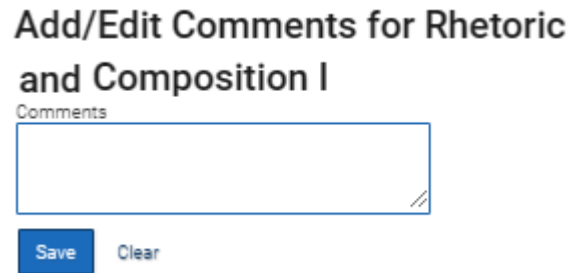 Add/Edit Comments for Rhetoric
and Composition I
Comments
Save Clear